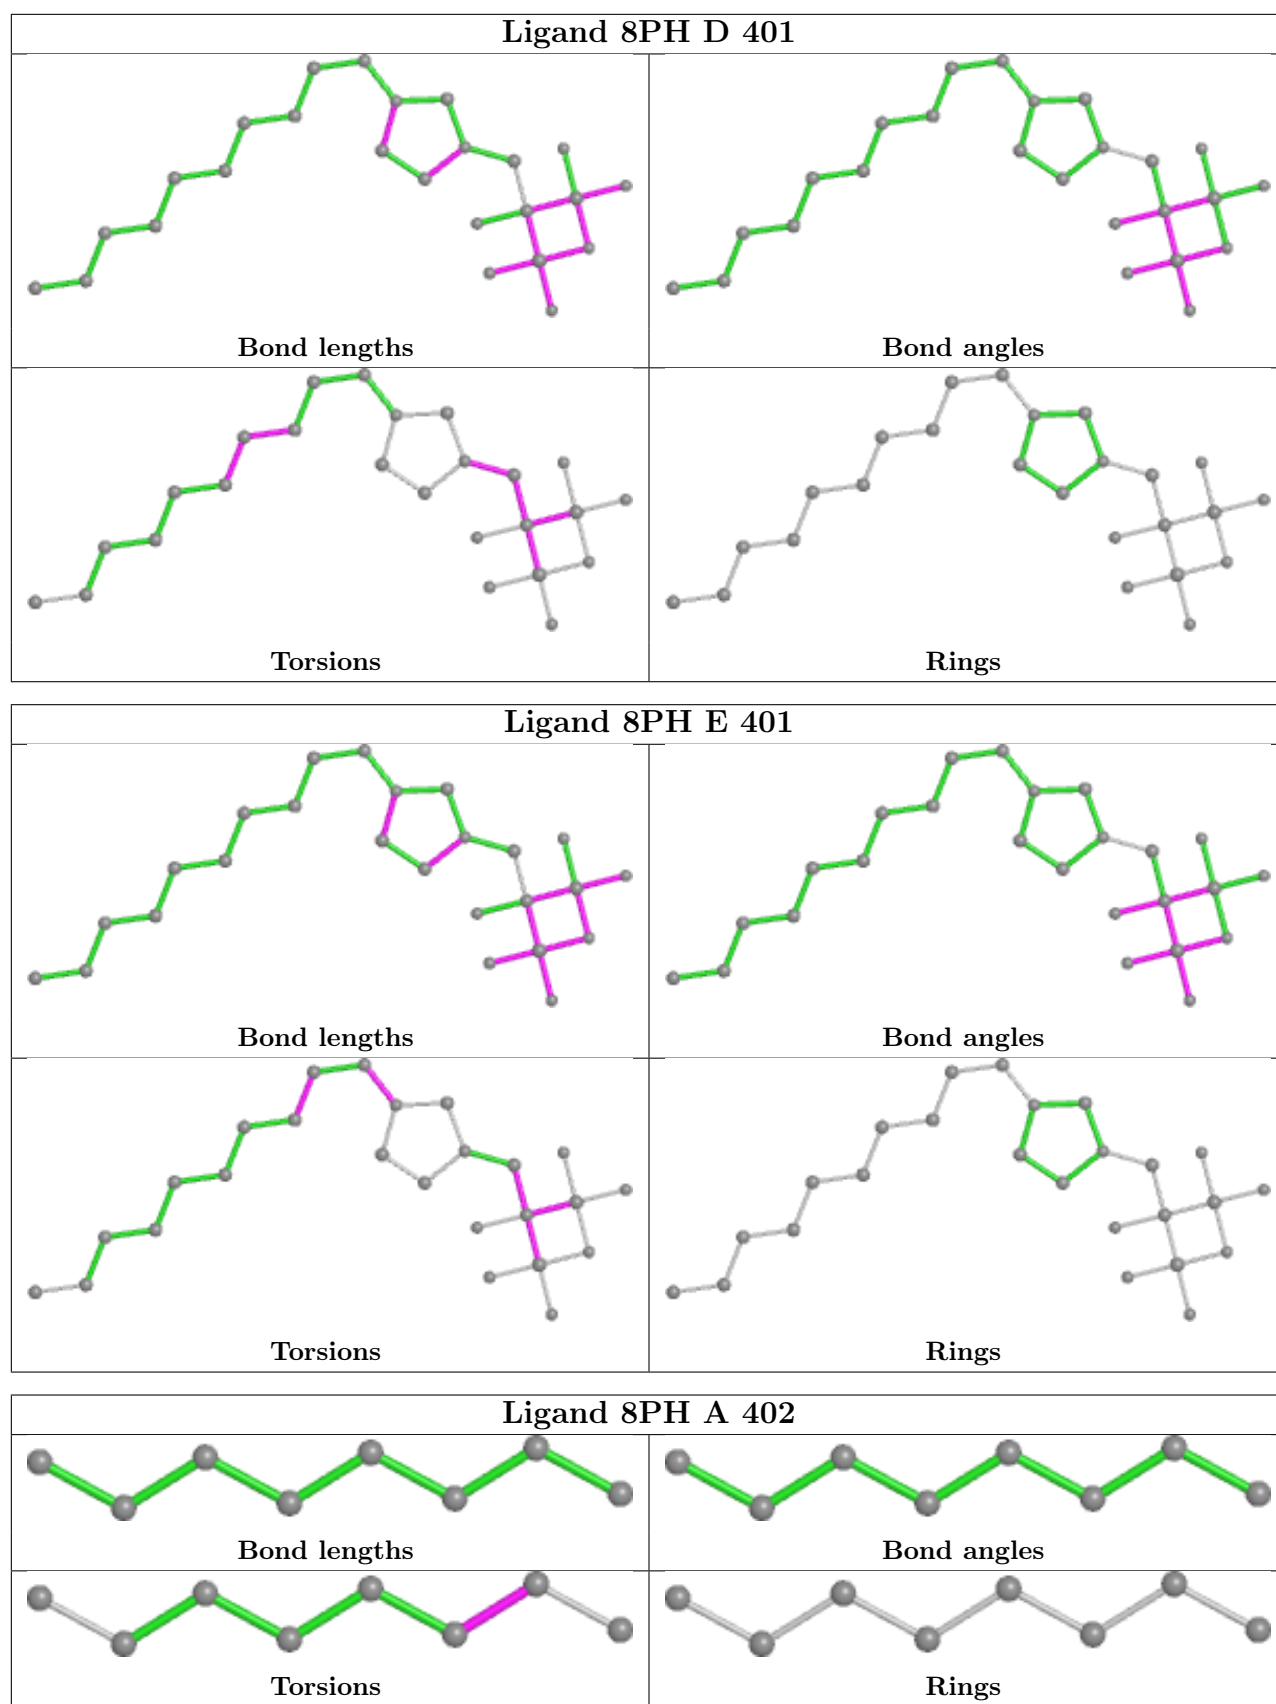 Ligand 8PH D 401
Bond lengths
Bond angles
Torsions
Rings
Ligand 8PH E 401
Bond lengths
Bond angles
Torsions
Rings
Ligand 8PH A 402
Bond lengths
Bond angles
Torsions
Rings